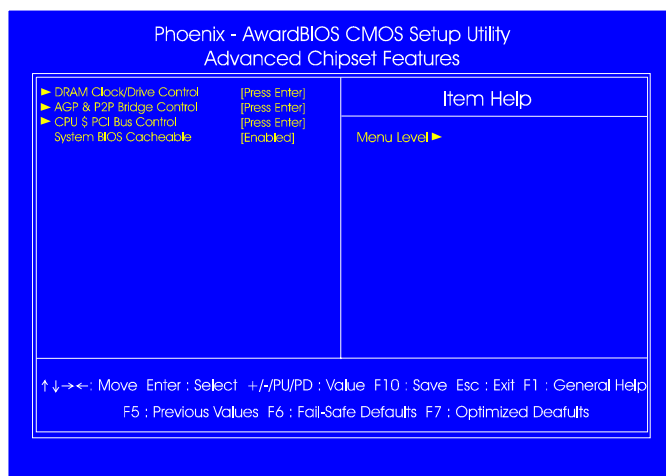 Phoenix - AwardBIOS CMOS Setup Utility
Advanced Chipset Features
► DRAM Clock/Drive Control [Press Enter]
► AGP & P2P Bridge Control [Press Enter]
► CPU $ PCI Bus Control [Press Enter]
System BIOS Cacheable [Enabled]
Item Help
Menu Level ►
↑↓→←: Move Enter : Select +/-/PU/PD : Value F10 : Save Esc : Exit F1 : General Help
F5 : Previous Values F6 : Fail-Safe Defaults F7 : Optimized Deafults